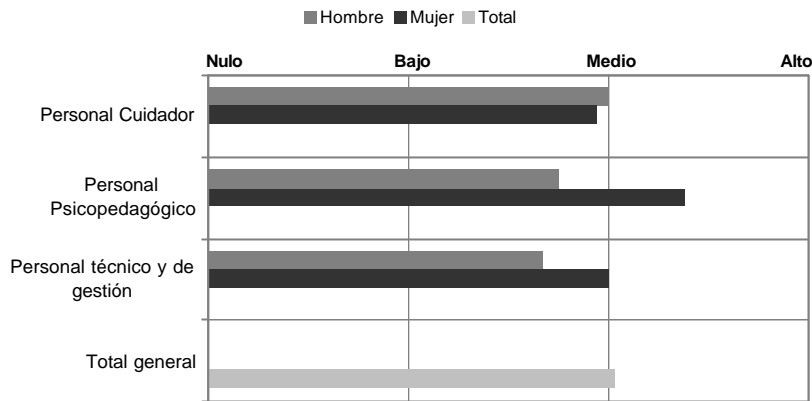 Hombre Mujer Total
Nulo Bajo Medio Alto
Personal Cuidador
Personal
Psicopedagógico
Personal técnico y de
gestión
Total general